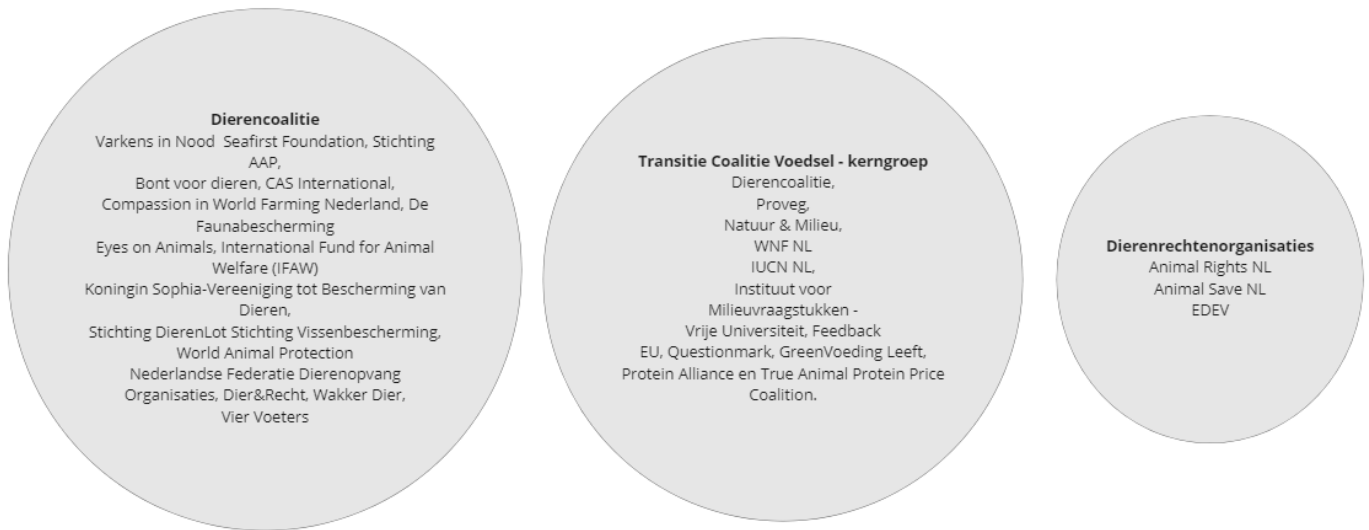 Dierencoalitie
Varkens in Nood  Seafirst Foundation, Stichting
AAP,
Bont voor dieren, CAS International,
Compassion in World Farming Nederland, De
Faunabescherming
Eyes on Animals, International Fund for Animal
Welfare (IFAW)
Koningin Sophia-Vereeniging tot Bescherming van
Dieren,
Stichting DierenLot Stichting Vissenbescherming,
World Animal Protection
Nederlandse Federatie Dierenopvang
Organisaties, Dier&Recht, Wakker Dier,
Vier Voeters
Transitie Coalitie Voedsel - kerngroep
Dierencoalitie,
Proveg,
Natuur & Milieu,
WNF NL
IUCN NL,
Instituut voor
Milieuvraagstukken -
Vrije Universiteit, Feedback
EU, Questionmark, GreenVoeding Leeft,
Protein Alliance en True Animal Protein Price
Coalition.
Dierenrechtenorganisaties
Animal Rights NL
Animal Save NL
EDEV